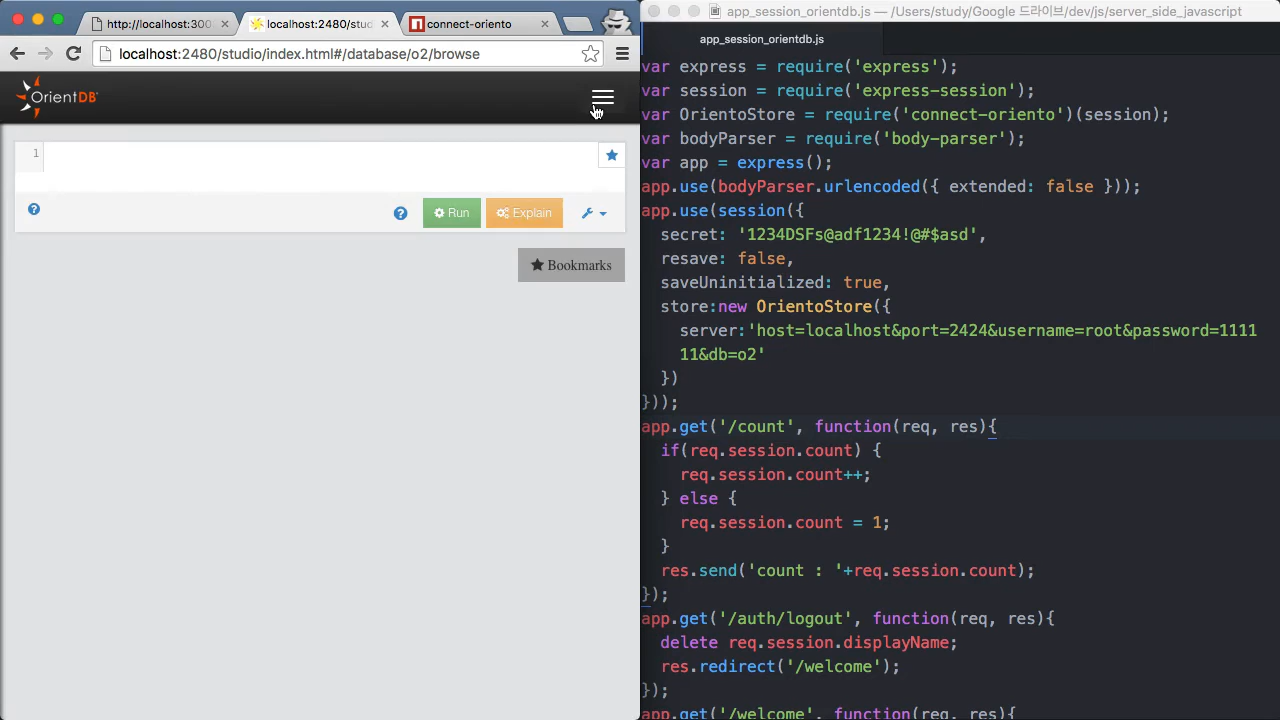 http://localhost:300
localhost:2480/studio
connect-oriento
localhost:2480/studio/index.html#/database/o2/browse
OrientDB
1
Run
Explain
Bookmarks
app_session_orientdb.js — /Users/study/Google 드라이브/dev/js/server_side_javascript
app_session_orientdb.js
var express = require('express');
var session = require('express-session');
var OrientoStore = require('connect-oriento')(session);
var bodyParser = require('body-parser');
var app = express();
app.use(bodyParser.urlencoded({ extended: false }));
app.use(session({
  secret: '1234DSFs@adf1234!@#$asd',
  resave: false,
  saveUninitialized: true,
  store:new OrientoStore({
    server:'host=localhost&port=2424&username=root&password=1111
    11&db=o2'
  })
}));
app.get('/count', function(req, res){
  if(req.session.count) {
    req.session.count++;
  } else {
    req.session.count = 1;
  }
  res.send('count : '+req.session.count);
});
app.get('/auth/logout', function(req, res){
  delete req.session.displayName;
  res.redirect('/welcome');
});
app.get('/welcome', function(req, res){